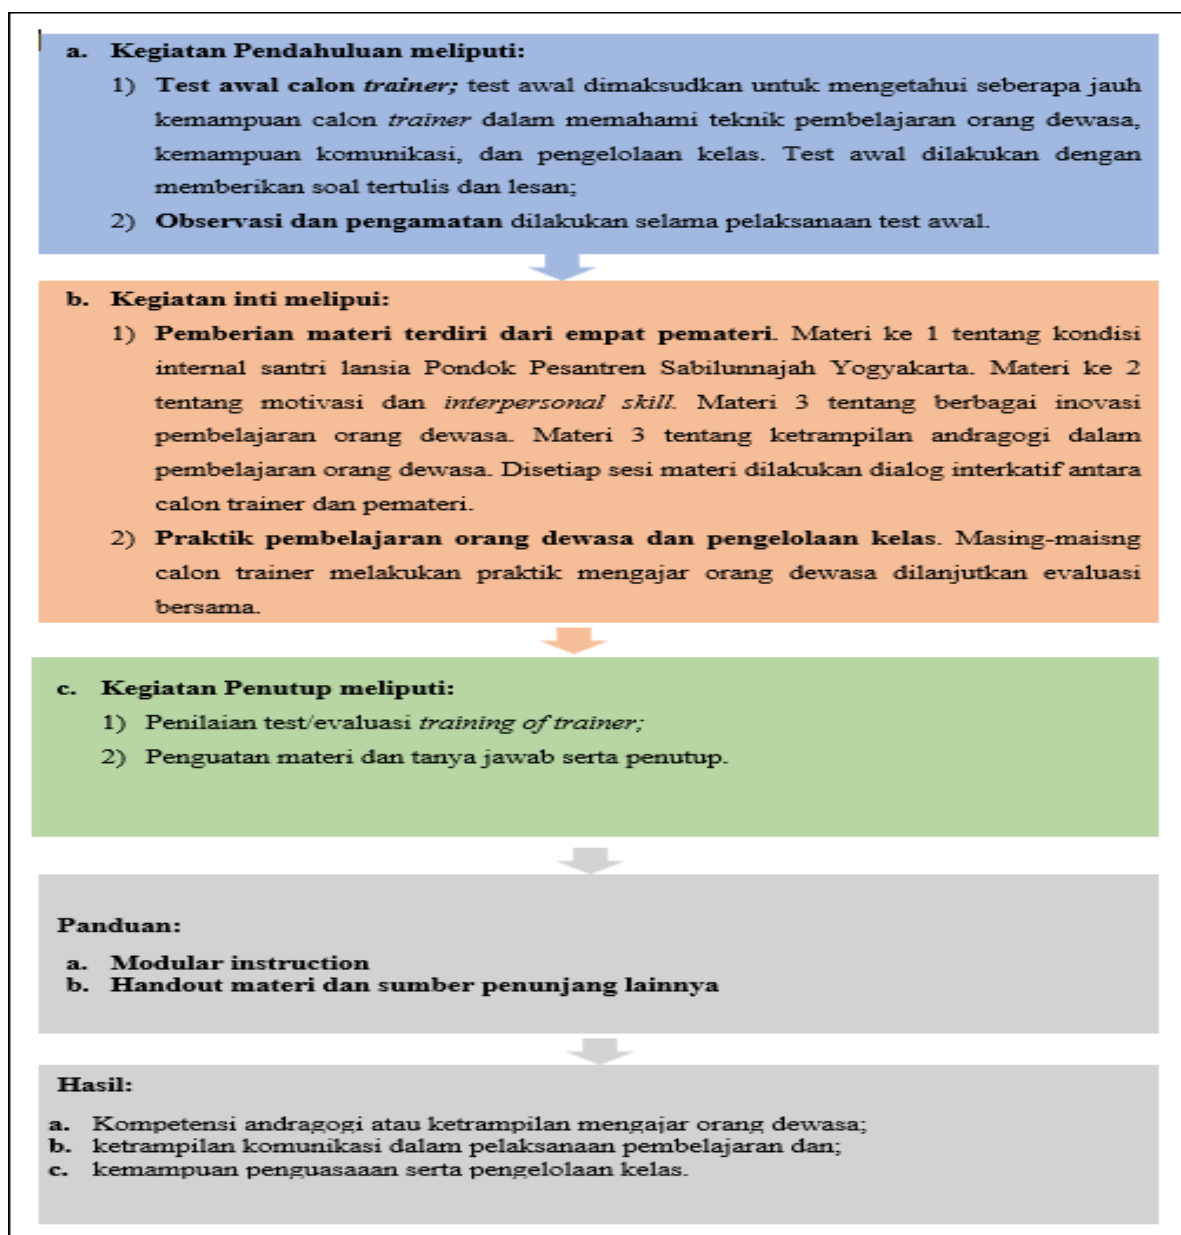 a. Kegiatan Pendahuluan meliputi:
1) Test awal calon trainer; test awal dimaksudkan untuk mengetahui seberapa jauh
kemampuan calon trainer dalam memahami teknik pembelajaran orang dewasa,
kemampuan komunikasi, dan pengelolaan kelas. Test awal dilakukan dengan
memberikan soal tertulis dan lesan;
2) Observasi dan pengamatan dilakukan selama pelaksanaan test awal.
b. Kegiatan inti melipui:
1) Pemberian materi terdiri dari empat pemateri. Materi ke 1 tentang kondisi
internal santri lansia Pondok Pesantren Sabilunnajah Yogyakarta. Materi ke 2
tentang motivasi dan interpersonal skill. Materi 3 tentang berbagai inovasi
pembelajaran orang dewasa. Materi 3 tentang ketrampilan andragogi dalam
pembelajaran orang dewasa. Disetiap sesi materi dilakukan dialog interkatif antara
calon trainer dan pemateri.
2) Praktik pembelajaran orang dewasa dan pengelolaan kelas. Masing-maisng
calon trainer melakukan praktik mengajar orang dewasa dilanjutkan evaluasi
bersama.
c. Kegiatan Penutup meliputi:
1) Penilaian test/evaluasi training of trainer;
2) Penguatan materi dan tanya jawab serta penutup.
Panduan:
a. Modular instruction
b. Handout materi dan sumber penunjang lainnya
Hasil:
a. Kompetensi andragogi atau ketrampilan mengajar orang dewasa;
b. ketrampilan komunikasi dalam pelaksanaan pembelajaran dan;
c. kemampuan penguasaaan serta pengelolaan kelas.